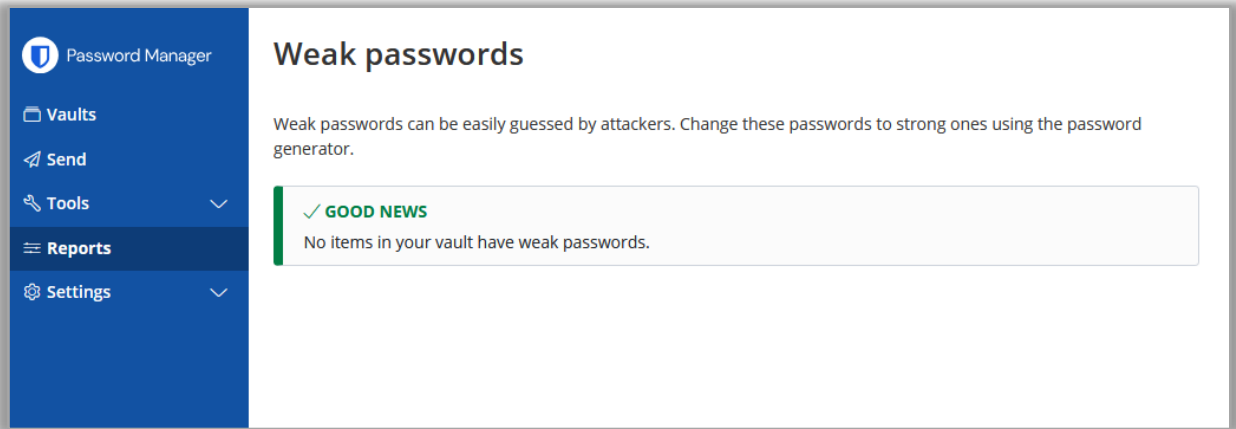 Password Manager
Vaults
Send
Tools
Reports
Settings
Weak passwords
Weak passwords can be easily guessed by attackers. Change these passwords to strong ones using the password
generator.
GOOD NEWS
No items in your vault have weak passwords.